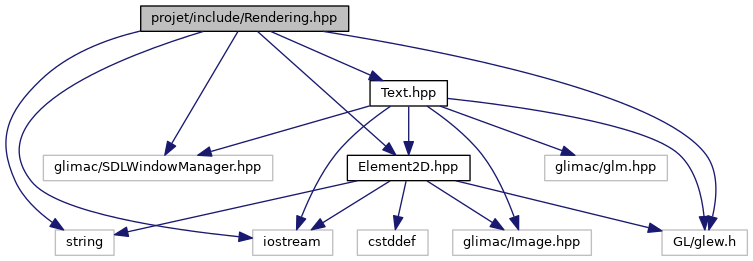 projet/include/Rendering.hpp
Text.hpp
glimac/SDLWindowManager.hpp
Element2D.hpp
glimac/glm.hpp
string
iostream
cstddef
glimac/Image.hpp
GL/glew.h